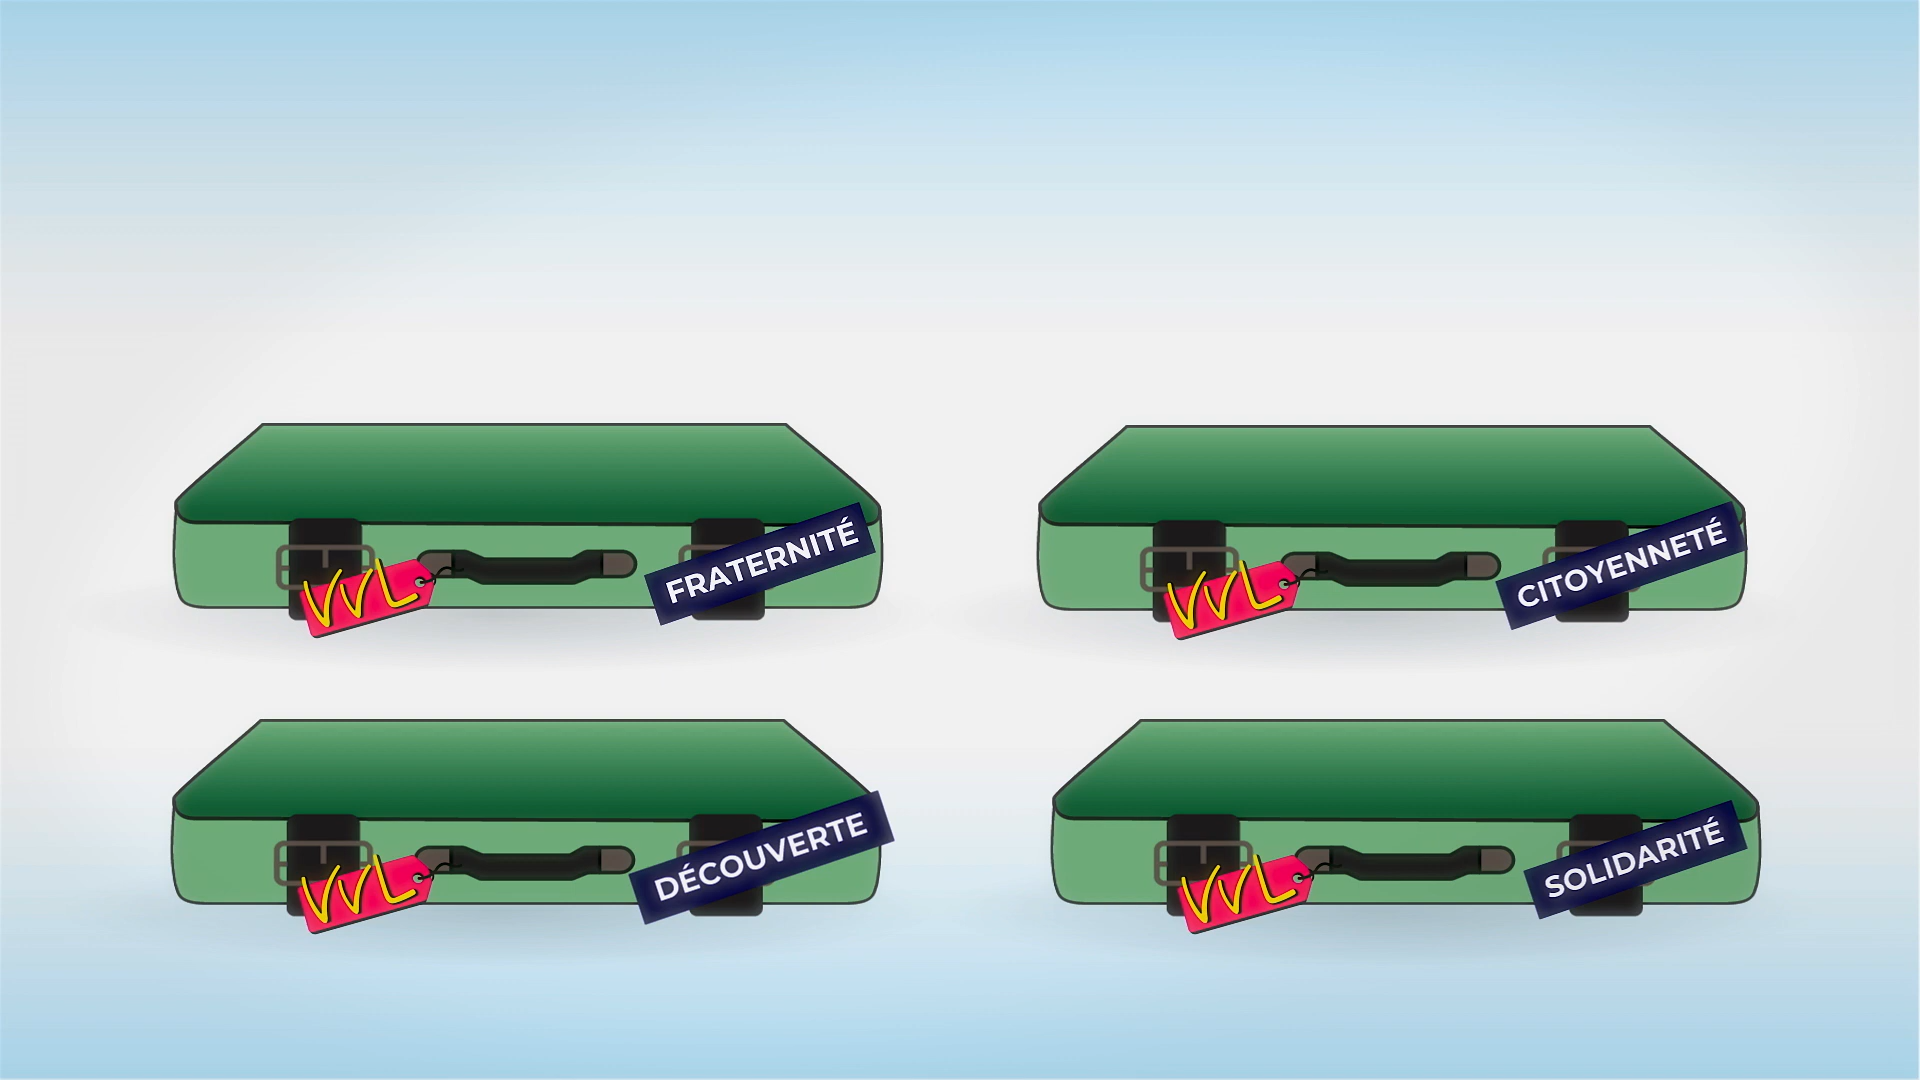 VVL
FRATERNITÉ
VVL
CITOYENNETÉ
VVL
DÉCOUVERTE
VVL
SOLIDARITÉ